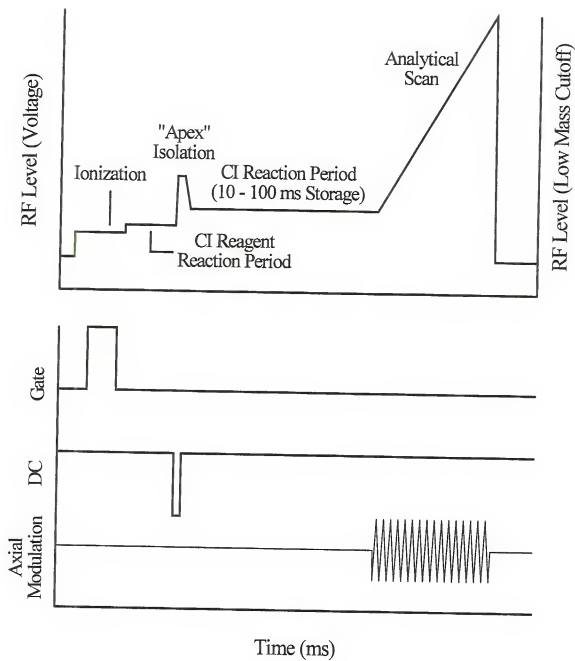 RF Level (Voltage)
RF Level (Low Mass Cutoff)
Analytical
Scan
"Apex"
Isolation
Ionization
CI Reaction Period
(10 - 100 ms Storage)
CI Reagent
Reaction Period
Gate
DC
Axial
Modulation
Time (ms)